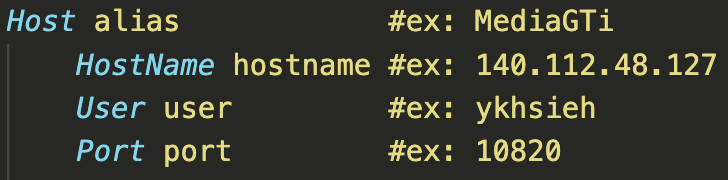 Host alias #ex: MediaGTi
HostName hostname #ex: 140.112.48.127
User user #ex: ykhsieh
Port port #ex: 10820